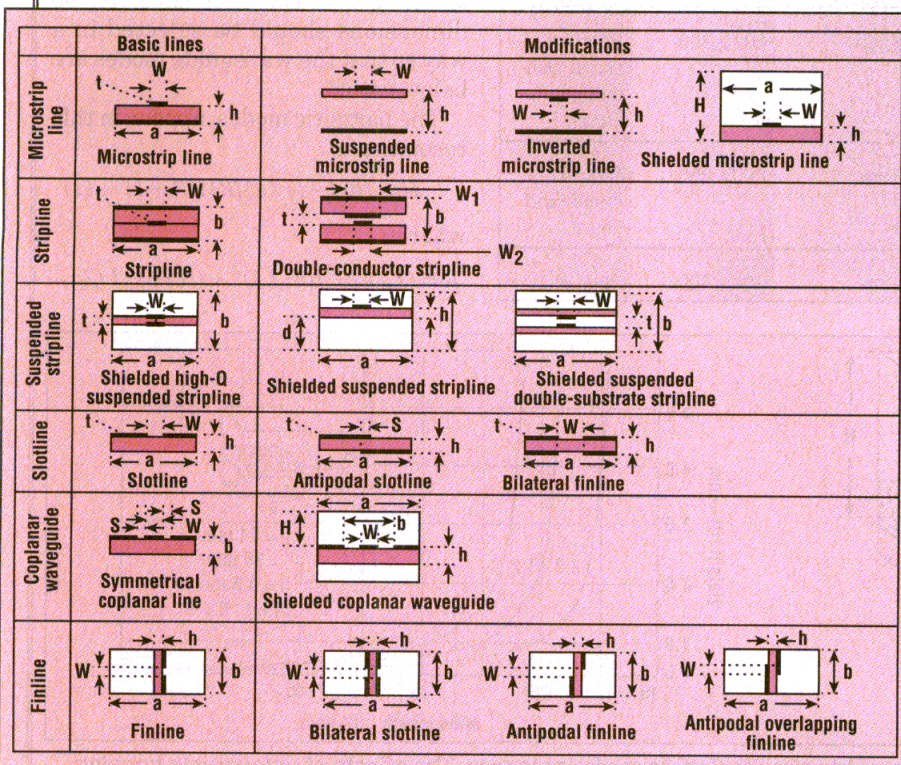 Basic lines
Modifications
Microstrip line
t
W
h
a
Microstrip line
W
h
Suspended
microstrip line
W
h
Inverted
microstrip line
H
a
W
h
Shielded microstrip line
Stripline
t
W
b
a
Stripline
W1
t
b
W2
Double-conductor stripline
Suspended stripline
W
t
b
a
Shielded high-Q
suspended stripline
W
h
d
a
Shielded suspended stripline
W
t
b
a
Shielded suspended
double-substrate stripline
Slotline
t
W
h
a
Slotline
t
S
h
a
Antipodal slotline
t
W
h
a
Bilateral finline
Coplanar waveguide
S
S
W
b
Symmetrical
coplanar line
a
H
b
W
h
Shielded coplanar waveguide
Finline
h
W
b
a
Finline
h
W
b
a
Bilateral slotline
h
W
b
a
Antipodal finline
h
W
b
a
Antipodal overlapping
finline